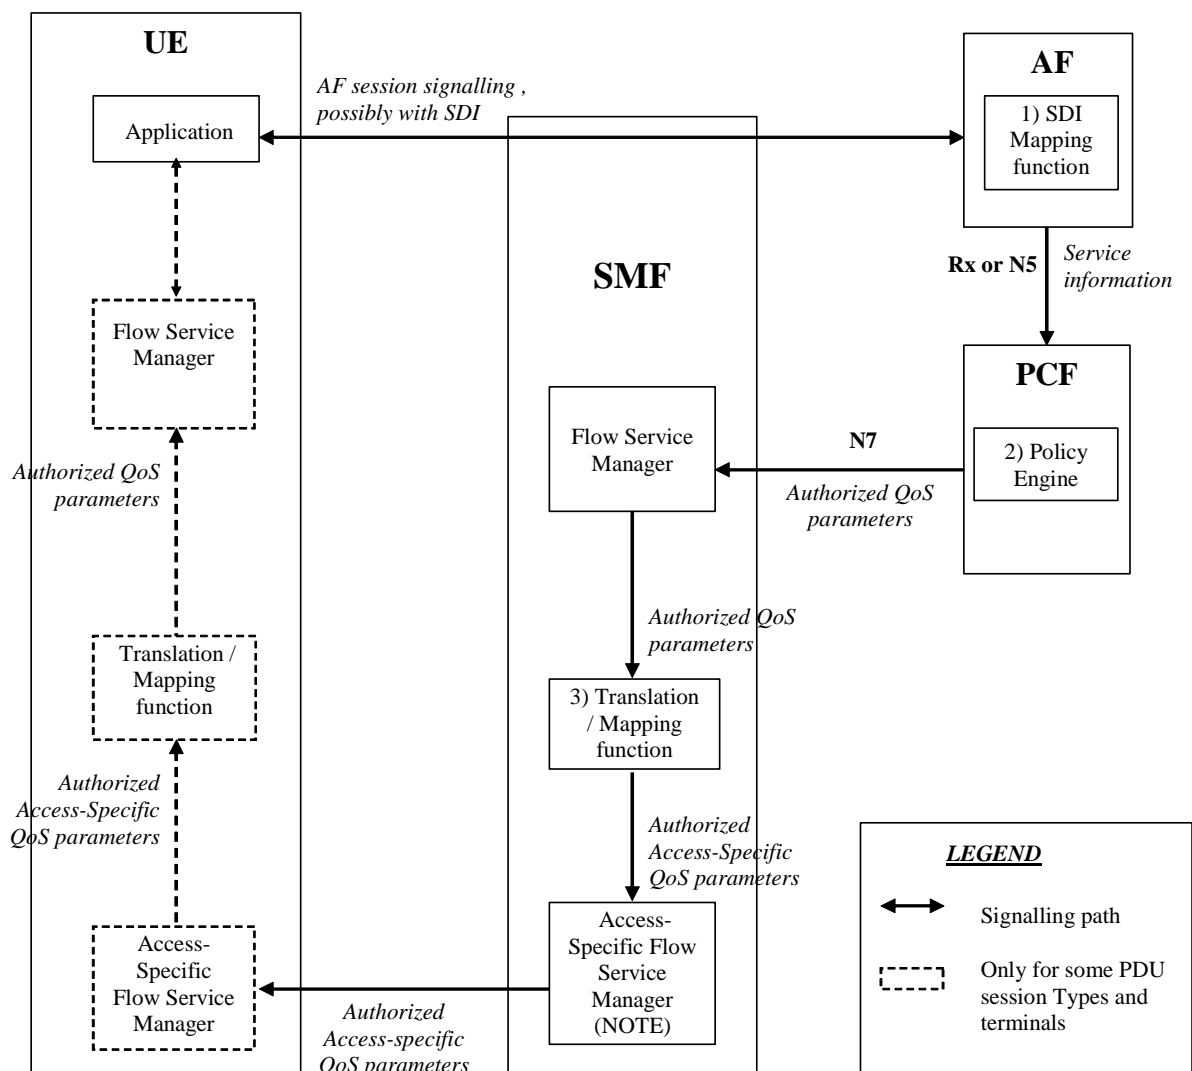 UE
AF session signalling ,
possibly with SDI
AF
Application
1) SDI
Mapping
function
SMF
Rx or N5
Service
information
Flow Service
Manager
PCF
Flow Service
Manager
N7
2) Policy
Engine
Authorized QoS
parameters
Authorized QoS
parameters
Authorized QoS
parameters
Translation /
Mapping
function
3) Translation
/ Mapping
function
Authorized
Access-Specific
QoS parameters
Authorized
Access-Specific
QoS parameters
LEGEND
Signalling path
Only for some PDU
session Types and
terminals
Access-
Specific
Flow Service
Manager
Access-
Specific Flow
Service
Manager
(NOTE)
Authorized
Access-specific
QoS parameters